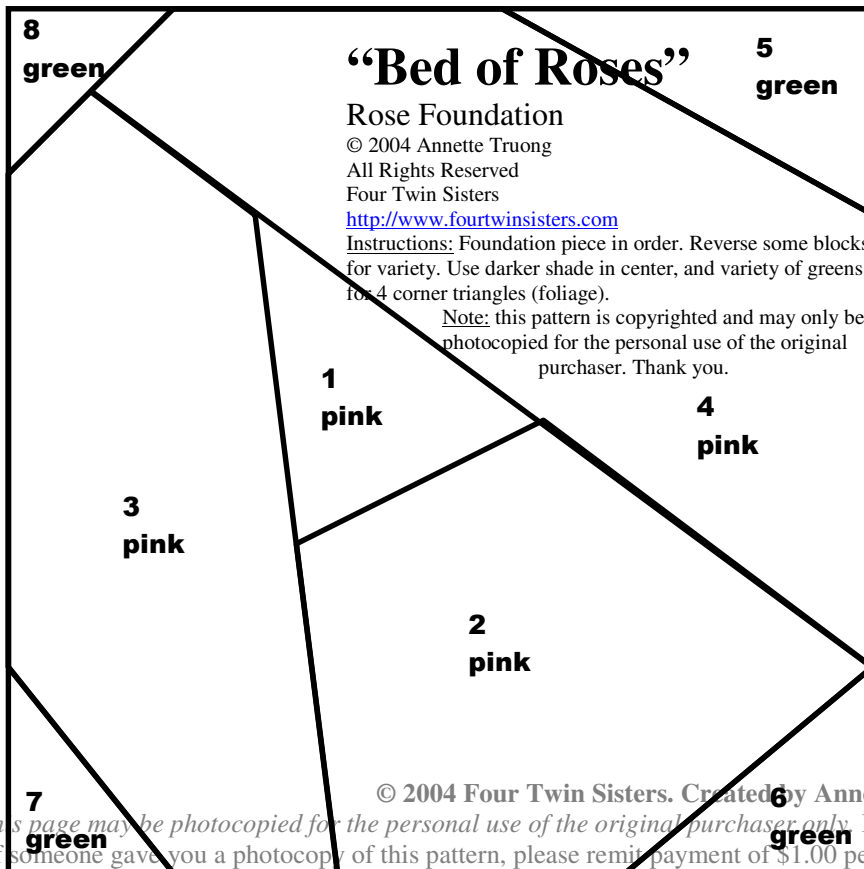 8
green
"Bed of Roses"
5
green
Rose Foundation
© 2004 Annette Truong
All Rights Reserved
Four Twin Sisters
http://www.fourtwinsisters.com
Instructions: Foundation piece in order. Reverse some blocks
for variety. Use darker shade in center, and variety of greens
for 4 corner triangles (foliage).
Note: this pattern is copyrighted and may only be
photocopied for the personal use of the original
purchaser. Thank you.
1
pink
4
pink
3
pink
2
pink
© 2004 Four Twin Sisters. Created by
7
green
6
green
page may be photocopied for the personal use of the original purchaser only.
someone gave you a photocopy of this pattern, please remit payment of $1.00